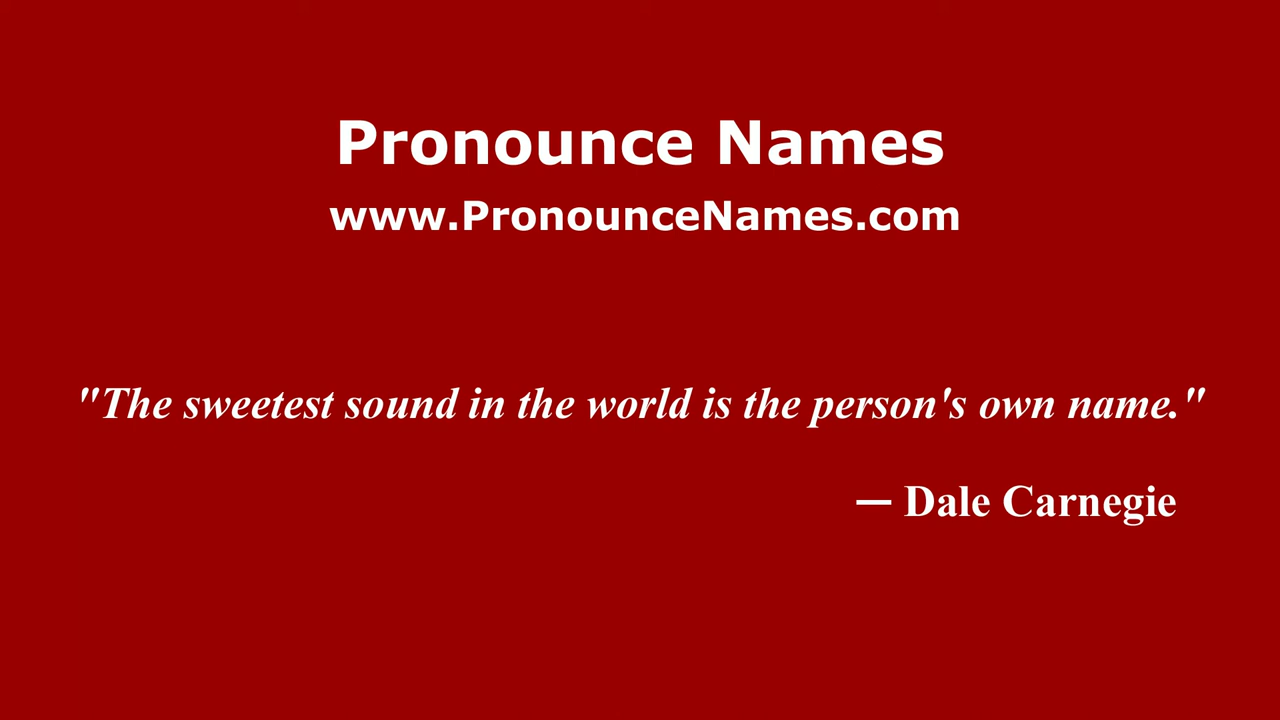 Pronounce Names
www.PronounceNames.com
"The sweetest sound in the world is the person's own name."
— Dale Carnegie